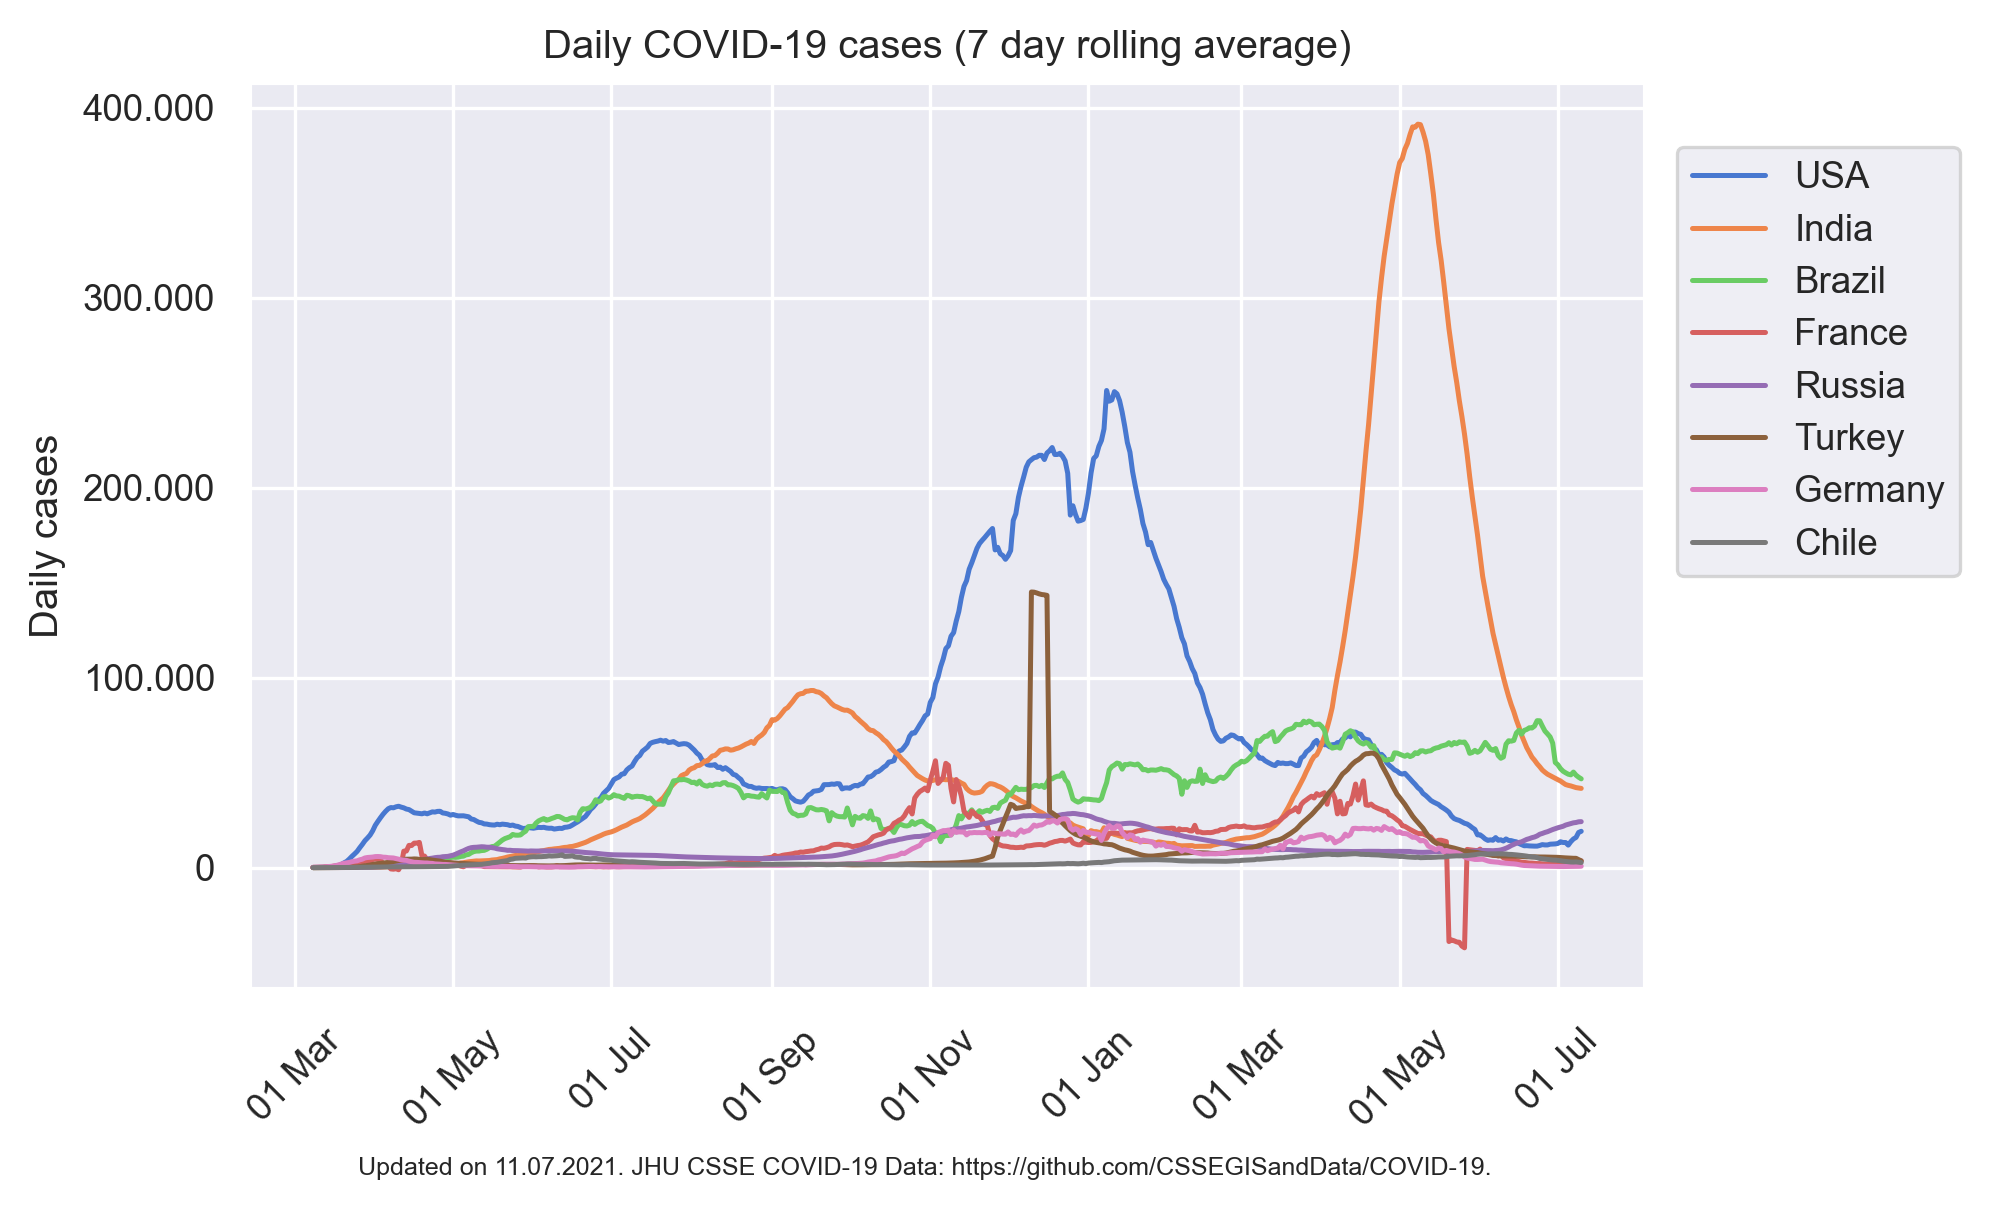 Daily COVID-19 cases (7 day rolling average)
400.000
300.000
200.000
100.000
0
Daily cases
USA
India
Brazil
France
Russia
Turkey
Germany
Chile
01 Mar
01 May
01 Jul
01 Sep
01 Nov
01 Jan
01 Mar
01 May
01 Jul
Updated on 11.07.2021. JHU CSSE COVID-19 Data: https://github.com/CSSEGISandData/COVID-19.